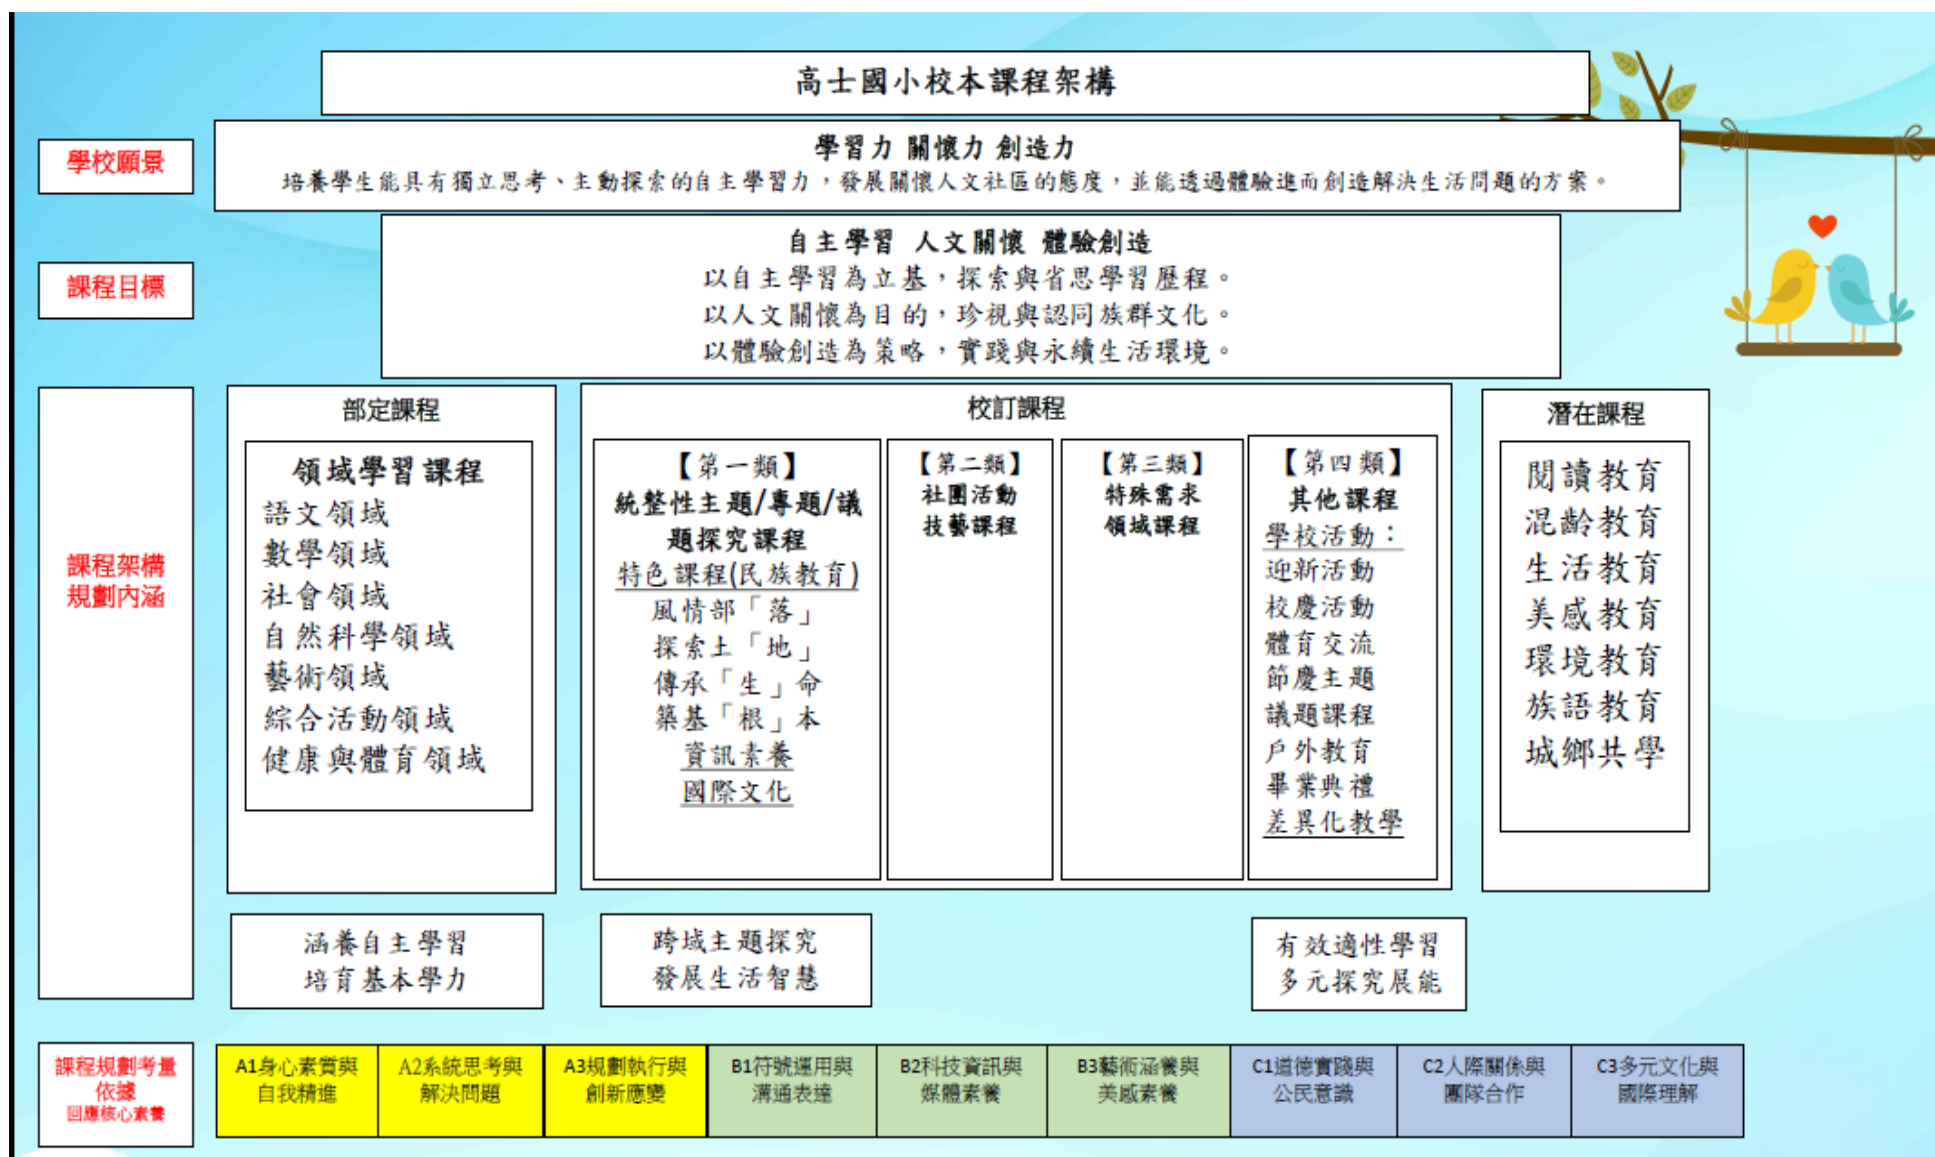 高士國小校本課程架構
學校願景
學習力 關懷力 創造力
培養學生能具有獨立思考、主動探索的自主學習力，發展關懷人文社區的態度，並能透過體驗進而創造解決生活問題的方案。
課程目標
自主學習 人文關懷 體驗創造
以自主學習為立基，探索與省思學習歷程。
以人文關懷為目的，珍視與認同族群文化。
以體驗創造為策略，實踐與永續生活環境。
課程架構
規劃內涵
部定課程
領域學習課程
語文領域
數學領域
社會領域
自然科學領域
藝術領域
綜合活動領域
健康與體育領域
校訂課程
【第一類】
統整性主題/專題/議
題探究課程
特色課程(民族教育)
風情部「落」
探索土「地」
傳承「生」命
築基「根」本
資訊素養
國際文化
【第二類】
社團活動
技藝課程
【第三類】
特殊需求
領域課程
【第四類】
其他課程
學校活動：
迎新活動
校慶活動
體育交流
節慶主題
議題課程
戶外教育
畢業典禮
差異化教學
潛在課程
閱讀教育
混齡教育
生活教育
美感教育
環境教育
族語教育
城鄉共學
涵養自主學習
培育基本學力
跨域主題探究
發展生活智慧
有效適性學習
多元探究展能
課程規劃考量
依據
回應核心素養
A1身心素質與
自我精進
A2系統思考與
解決問題
A3規劃執行與
創新應變
B1符號運用與
溝通表達
B2科技資訊與
媒體素養
B3藝術涵養與
美感素養
C1道德實踐與
公民意識
C2人際關係與
團隊合作
C3多元文化與
國際理解